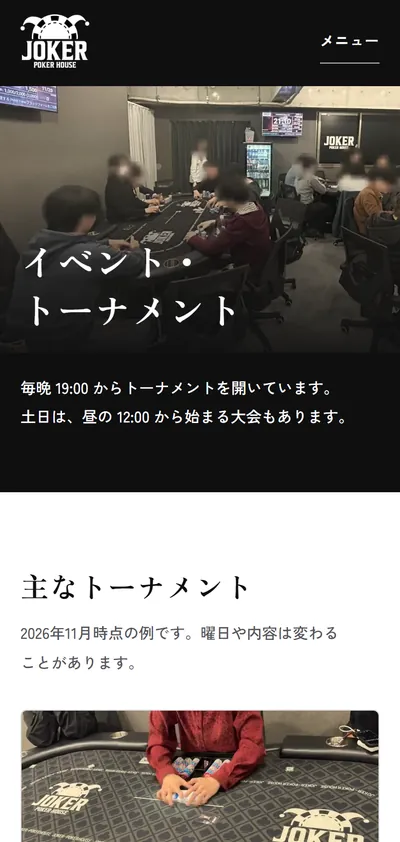 JOKER
POKER HOUSE
メニュー
JOKER
イベント・
トーナメント
毎晩 19:00 からトーナメントを開いています。
土日は、昼の 12:00 から始まる大会もあります。
主なトーナメント
2026年11月時点の例です。曜日や内容は変わる
ことがあります。
JOKER
POKER HOUSE
JOKER